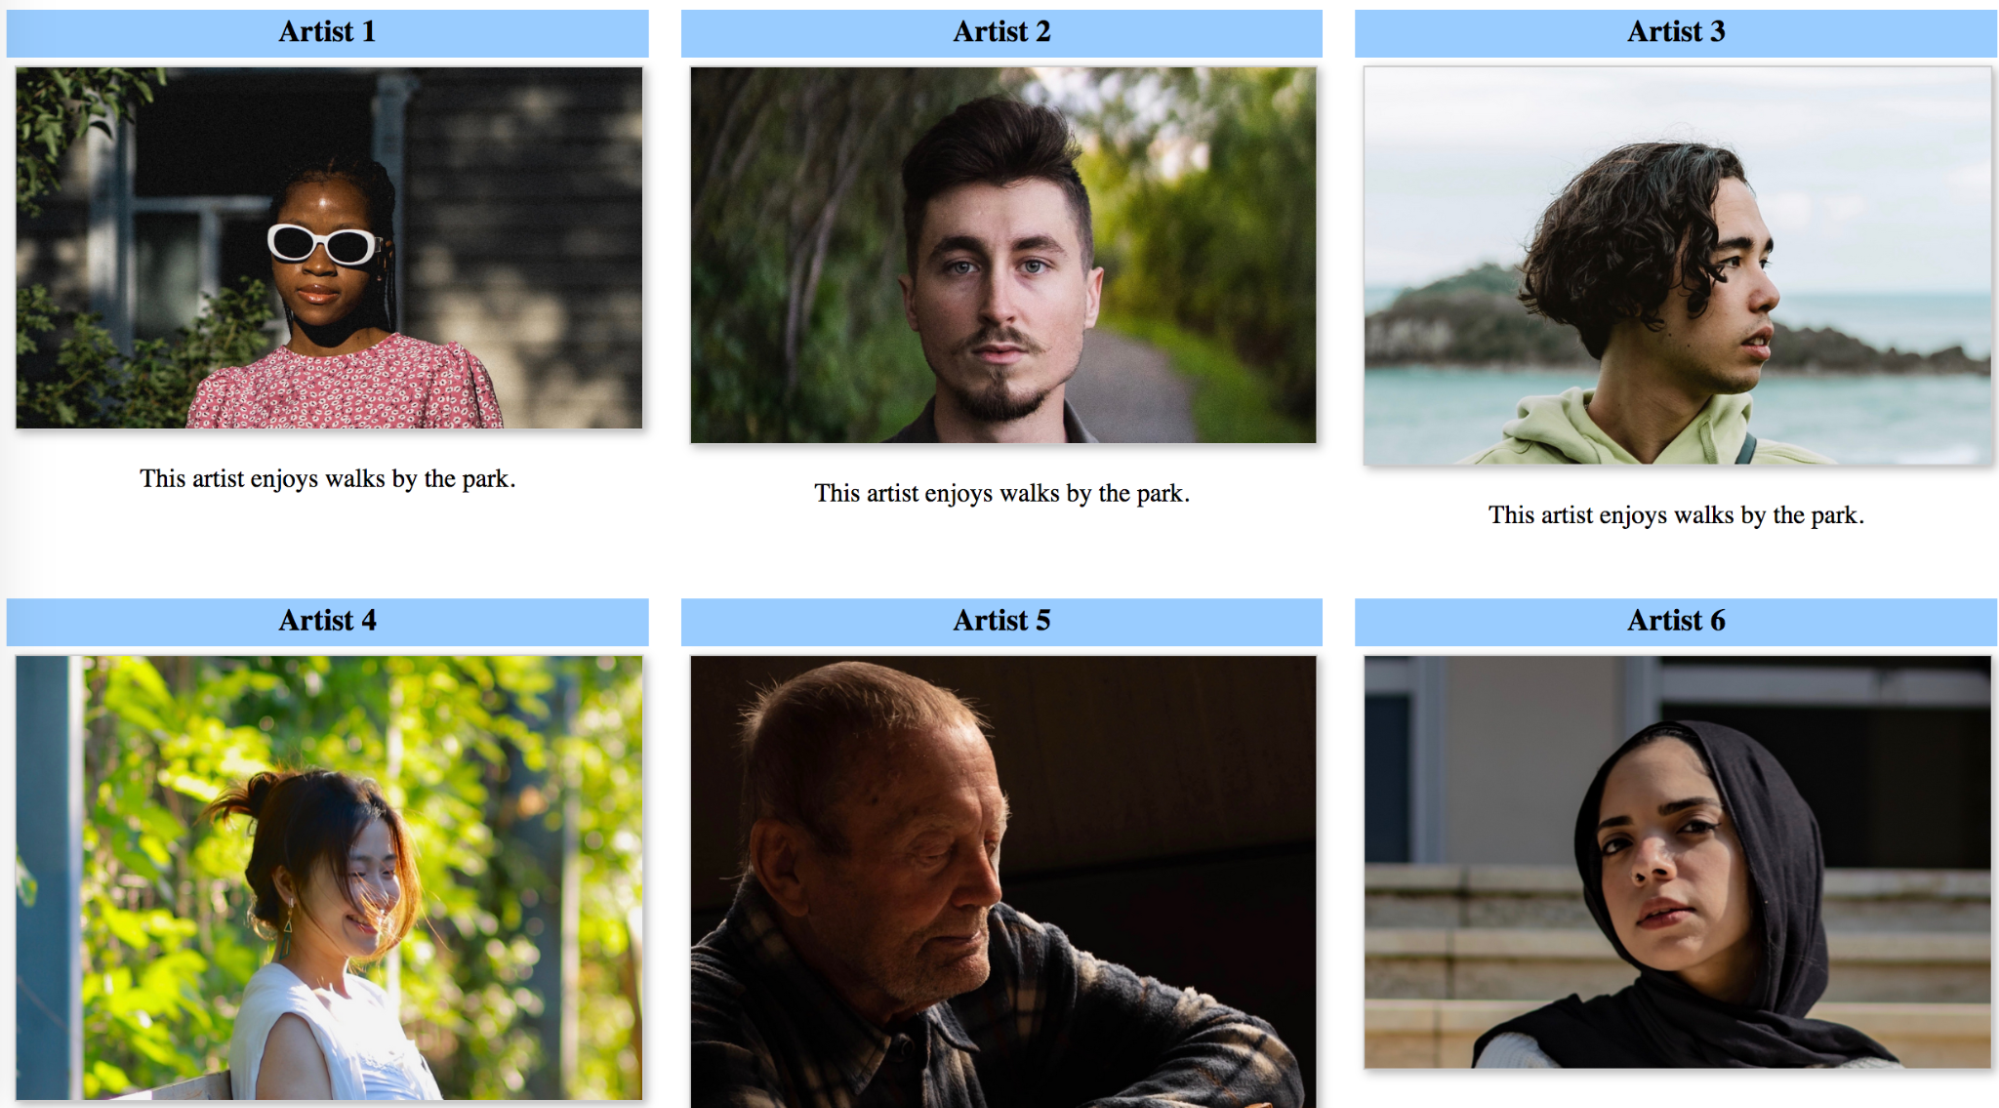 Artist 1
Artist 2
Artist 3
This artist enjoys walks by the park.
This artist enjoys walks by the park.
This artist enjoys walks by the park.
Artist 4
Artist 5
Artist 6